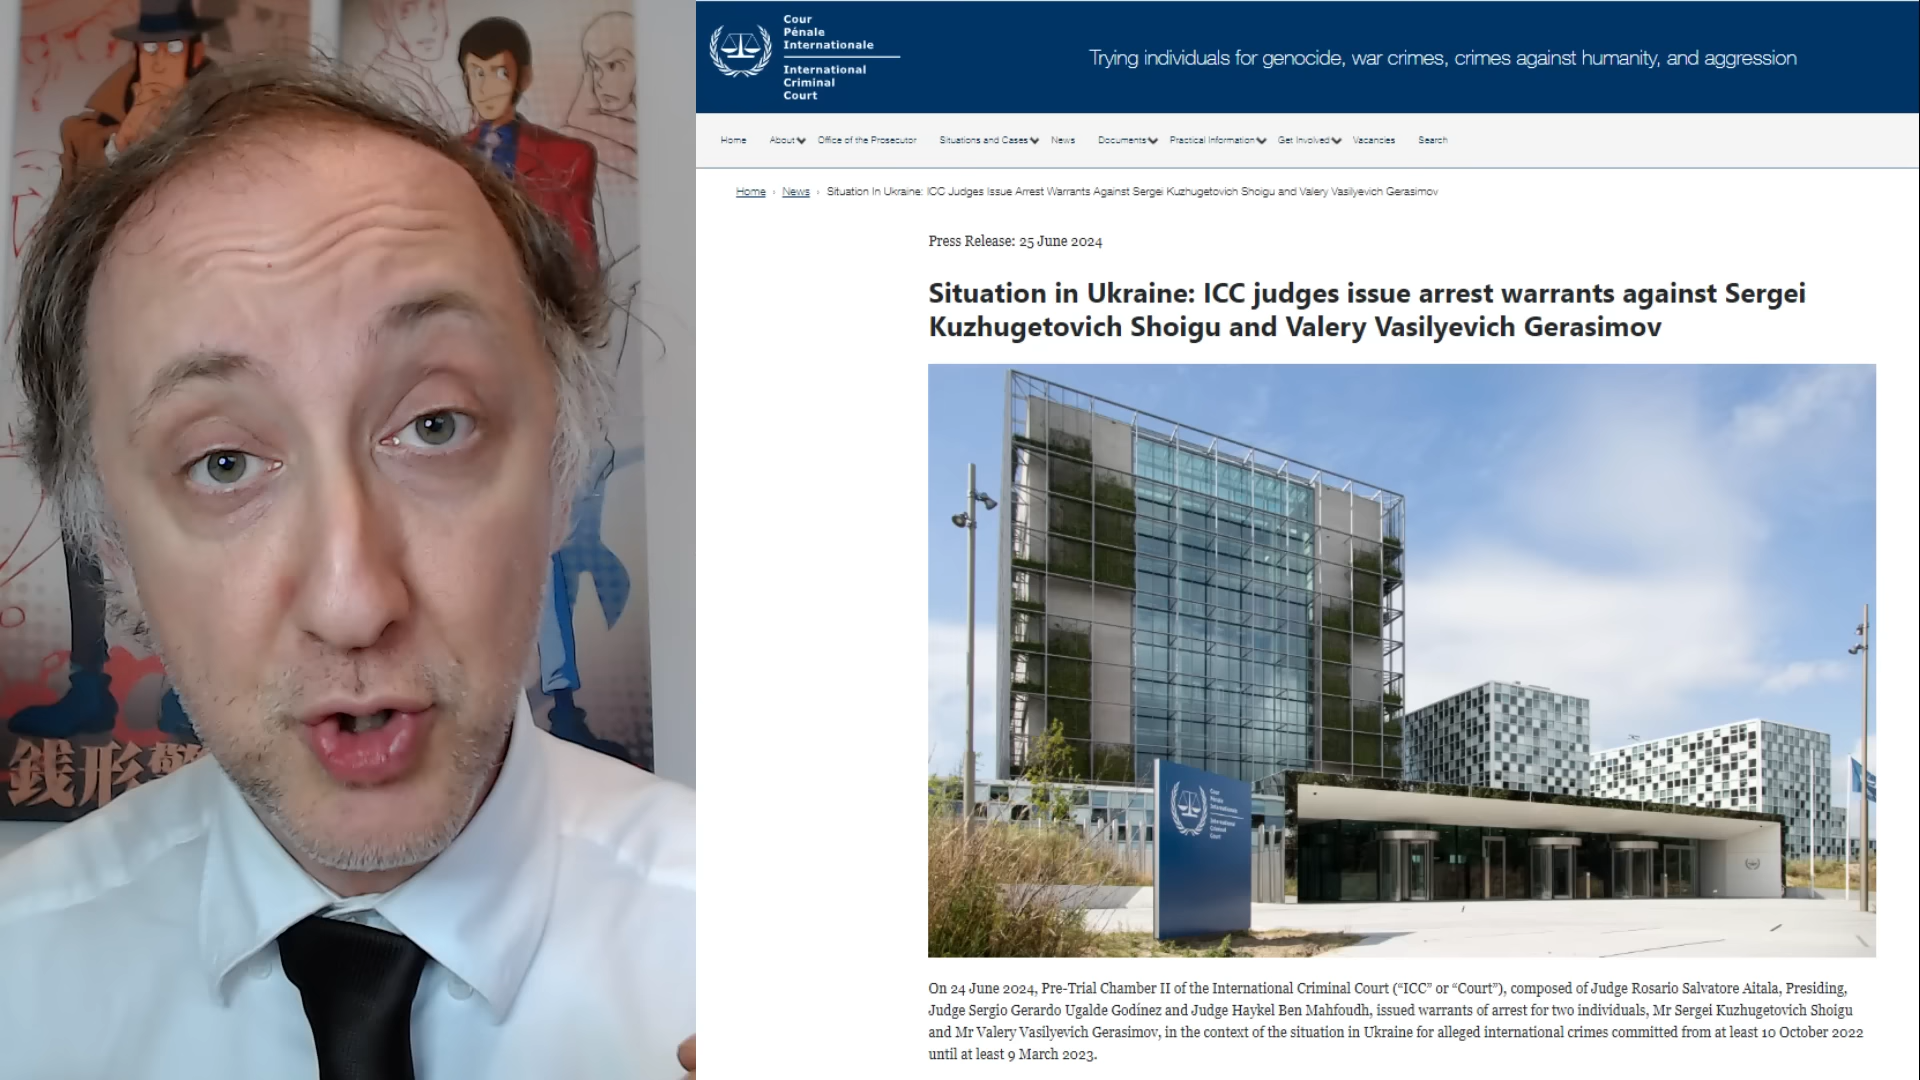 銭形警
Cour
Pénale
Internationale
International
Criminal
Court
Trying individuals for genocide, war crimes, crimes against humanity, and aggression
Home About Office of the Prosecutor Situations and Cases News Documents Practical Information Get Involved Vacancies Search
Home › News › Situation In Ukraine: ICC Judges Issue Arrest Warrants Against Sergei Kuzhugetovich Shoigu and Valery Vasilyevich Gerasimov
Press Release: 25 June 2024
Situation in Ukraine: ICC judges issue arrest warrants against Sergei
Kuzhugetovich Shoigu and Valery Vasilyevich Gerasimov
Cour
Pénale
Internationale
International
Criminal
Court
On 24 June 2024, Pre-Trial Chamber II of the International Criminal Court (“ICC” or “Court”), composed of Judge Rosario Salvatore Aitala, Presiding,
Judge Sergio Gerardo Ugalde Godínez and Judge Haykel Ben Mahfoudh, issued warrants of arrest for two individuals, Mr Sergei Kuzhugetovich Shoigu
and Mr Valery Vasilyevich Gerasimov, in the context of the situation in Ukraine for alleged international crimes committed from at least 10 October 2022
until at least 9 March 2023.